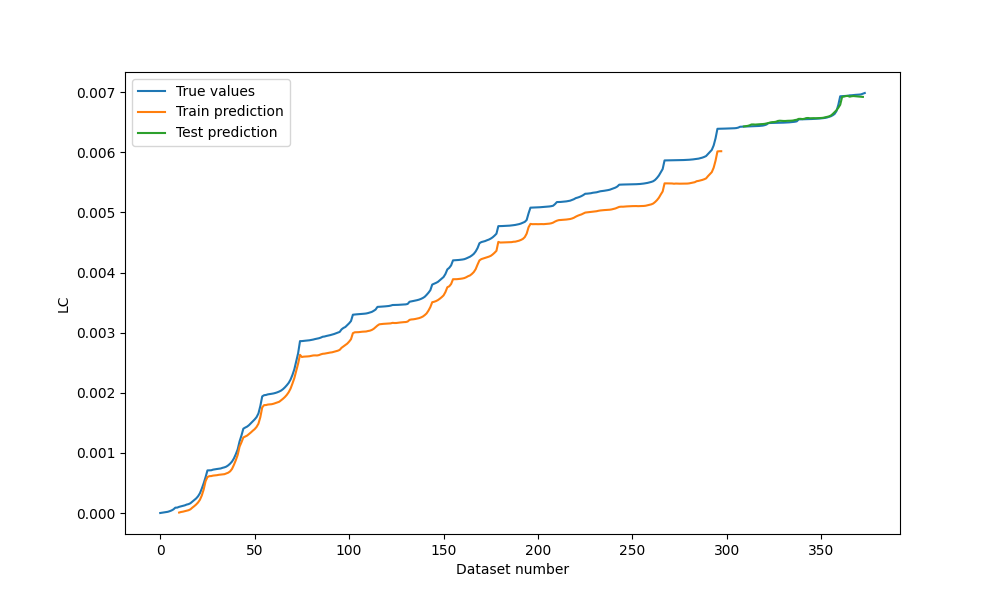 True values
Train prediction
Test prediction
0.007
0.006
0.005
0.004
0.003
0.002
0.001
0.000
LC
0 50 100 150 200 250 300 350
Dataset number